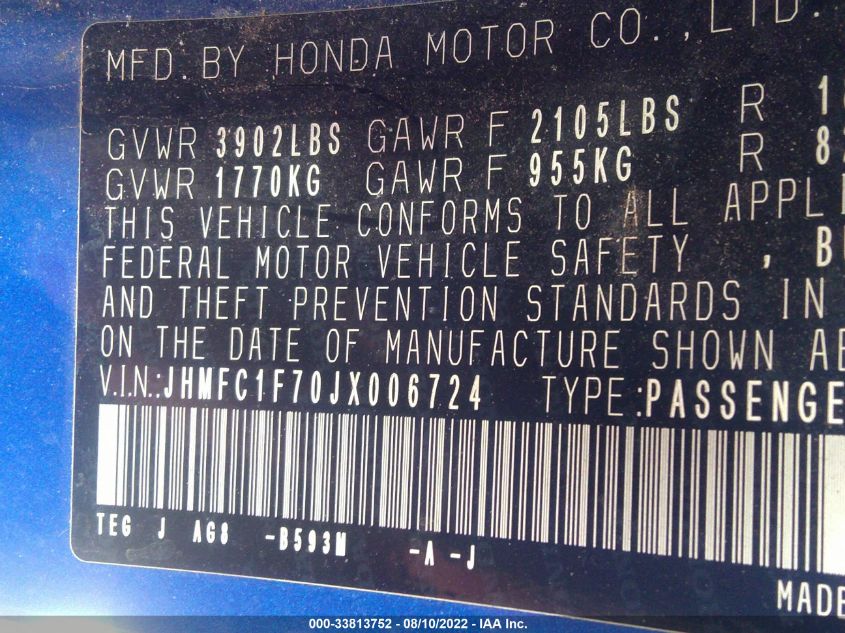 MFD. BY HONDA MOTOR CO., LTD.
GVWR 3902LBS GAWR F 2105LBS R
GVWR 1770KG GAWR F 955KG R
THIS VEHICLE CONFORMS TO ALL
FEDERAL MOTOR VEHICLE SAFETY ,
AND THEFT PREVENTION STANDARDS IN
ON THE DATE OF MANUFACTURE SHOWN
V.I.N.: JHMFC1F70JX006724 TYPE: PASSENGE
TEG J AG8 -B593M -A -J
MADE
000-33813752 - 08/10/2022 - IAA Inc.